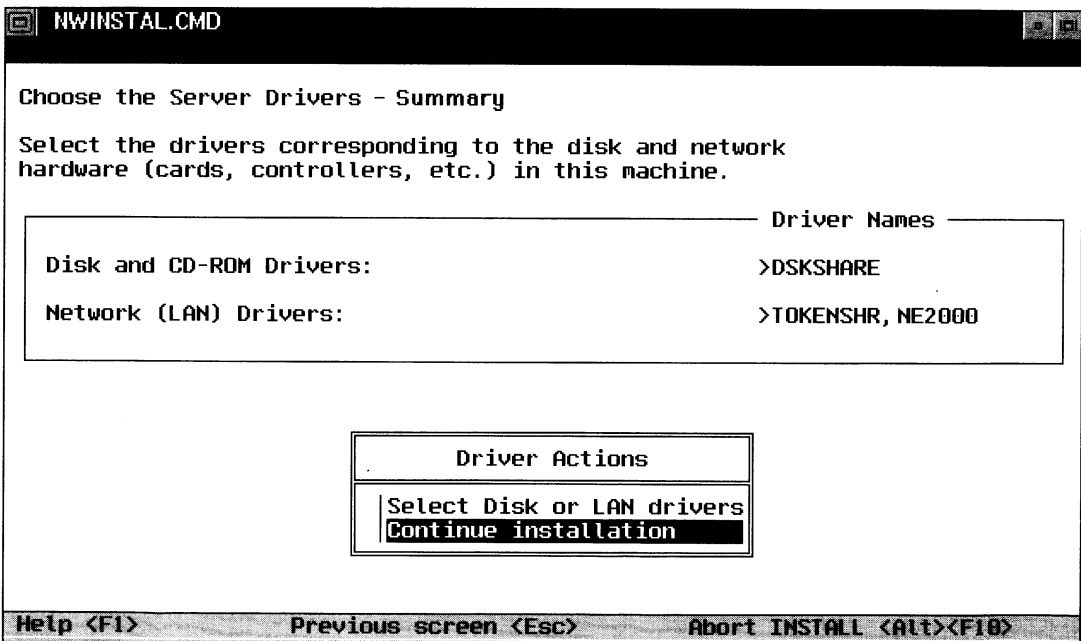 NWINSTAL.CMD
Choose the Server Drivers - Summary
Select the drivers corresponding to the disk and network
hardware (cards, controllers, etc.) in this machine.
Driver Names
Disk and CD-ROM Drivers: >DSKSHARE
Network (LAN) Drivers: >TOKENSHR, NE2000
Driver Actions
Select Disk or LAN drivers
Continue installation
Help <F1> Previous screen <Esc> Abort INSTALL <Alt><F10>